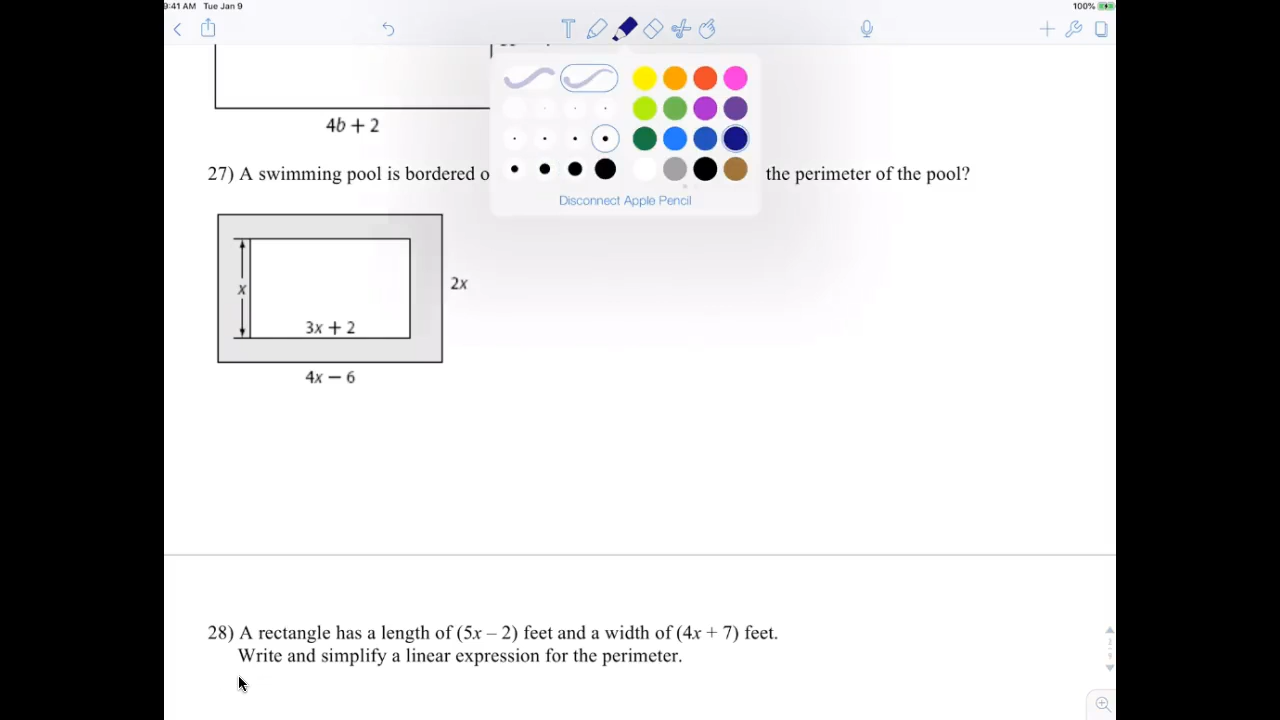 9:41 AM Tue Jan 9
100%
T
4b + 2
27) A swimming pool is bordered
the perimeter of the pool?
Disconnect Apple Pencil
x
2x
3x + 2
4x − 6
28) A rectangle has a length of (5x – 2) feet and a width of (4x + 7) feet.
Write and simplify a linear expression for the perimeter.